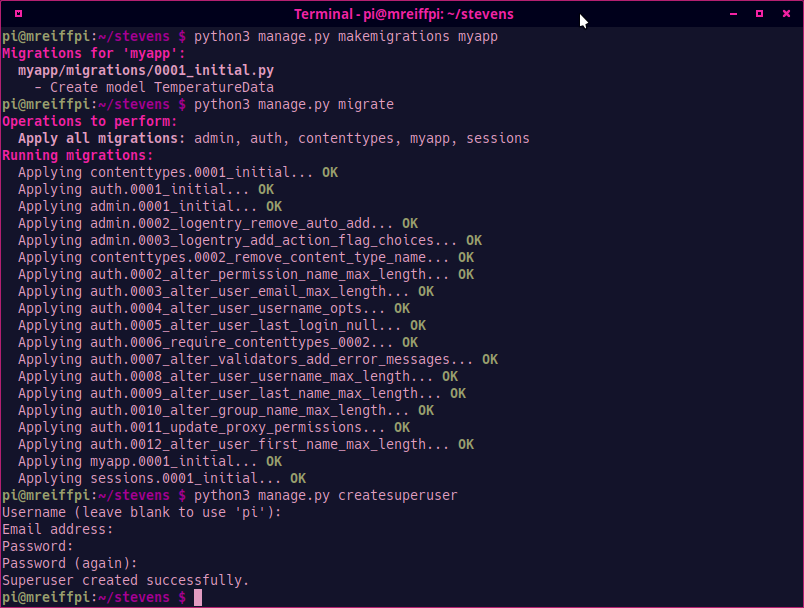 Terminal - pi@mreiffpi: ~/stevens
pi@mreiffpi:~/stevens $ python3 manage.py makemigrations myapp
Migrations for 'myapp':
  myapp/migrations/0001_initial.py
    - Create model TemperatureData
pi@mreiffpi:~/stevens $ python3 manage.py migrate
Operations to perform:
  Apply all migrations: admin, auth, contenttypes, myapp, sessions
Running migrations:
  Applying contenttypes.0001_initial... OK
  Applying auth.0001_initial... OK
  Applying admin.0001_initial... OK
  Applying admin.0002_logentry_remove_auto_add... OK
  Applying admin.0003_logentry_add_action_flag_choices... OK
  Applying contenttypes.0002_remove_content_type_name... OK
  Applying auth.0002_alter_permission_name_max_length... OK
  Applying auth.0003_alter_user_email_max_length... OK
  Applying auth.0004_alter_user_username_opts... OK
  Applying auth.0005_alter_user_last_login_null... OK
  Applying auth.0006_require_contenttypes_0002... OK
  Applying auth.0007_alter_validators_add_error_messages... OK
  Applying auth.0008_alter_user_username_max_length... OK
  Applying auth.0009_alter_user_last_name_max_length... OK
  Applying auth.0010_alter_group_name_max_length... OK
  Applying auth.0011_update_proxy_permissions... OK
  Applying auth.0012_alter_user_first_name_max_length... OK
  Applying myapp.0001_initial... OK
  Applying sessions.0001_initial... OK
pi@mreiffpi:~/stevens $ python3 manage.py createsuperuser
Username (leave blank to use 'pi'):
Email address:
Password:
Password (again):
Superuser created successfully.
pi@mreiffpi:~/stevens $